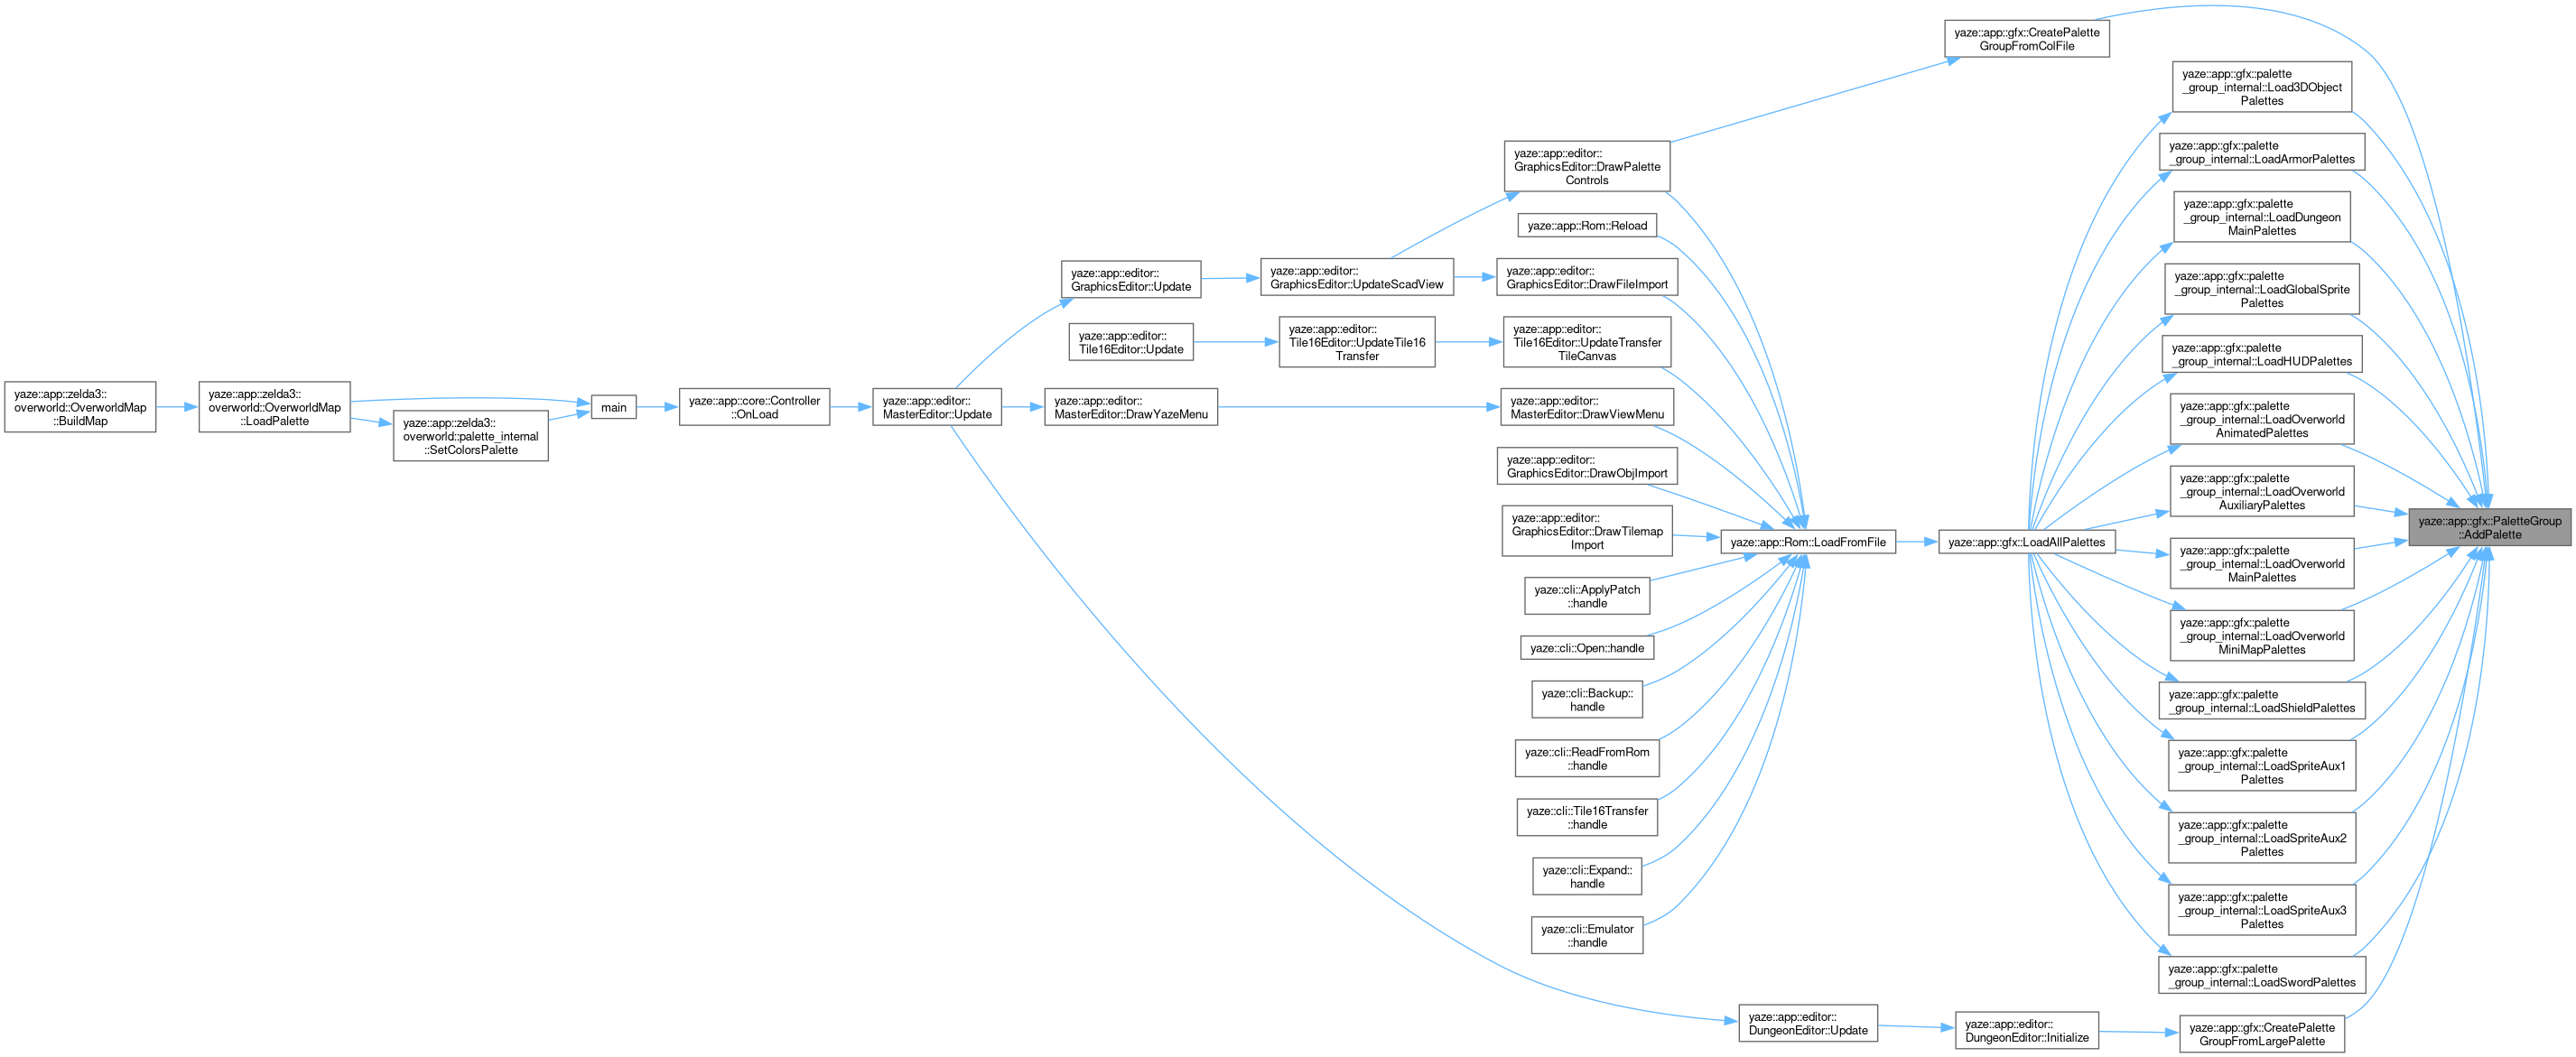 yaze::app::zelda3::
overworld::OverworldMap
::BuildMap
yaze::app::zelda3::
overworld::OverworldMap
::LoadPalette
yaze::app::zelda3::
overworld::palette_internal
::SetColorsPalette
main
yaze::app::core::Controller
::OnLoad
yaze::app::editor::
MasterEditor::Update
yaze::app::editor::
GraphicsEditor::Update
yaze::app::editor::
Tile16Editor::Update
yaze::app::editor::
MasterEditor::DrawYazeMenu
yaze::app::editor::
GraphicsEditor::UpdateScadView
yaze::app::editor::
Tile16Editor::UpdateTile16
Transfer
yaze::app::editor::
GraphicsEditor::DrawPalette
Controls
yaze::app::Rom::Reload
yaze::app::editor::
GraphicsEditor::DrawFileImport
yaze::app::editor::
Tile16Editor::UpdateTransfer
TileCanvas
yaze::app::editor::
MasterEditor::DrawViewMenu
yaze::app::editor::
GraphicsEditor::DrawObjImport
yaze::app::editor::
GraphicsEditor::DrawTilemap
Import
yaze::cli::ApplyPatch
::handle
yaze::cli::Open::handle
yaze::cli::Backup::
handle
yaze::cli::ReadFromRom
::handle
yaze::cli::Tile16Transfer
::handle
yaze::cli::Expand::
handle
yaze::cli::Emulator
::handle
yaze::app::Rom::LoadFromFile
yaze::app::editor::
DungeonEditor::Update
yaze::app::gfx::CreatePalette
GroupFromColFile
yaze::app::gfx::LoadAllPalettes
yaze::app::editor::
DungeonEditor::Initialize
yaze::app::gfx::palette
_group_internal::Load3DObject
Palettes
yaze::app::gfx::palette
_group_internal::LoadArmorPalettes
yaze::app::gfx::palette
_group_internal::LoadDungeon
MainPalettes
yaze::app::gfx::palette
_group_internal::LoadGlobalSprite
Palettes
yaze::app::gfx::palette
_group_internal::LoadHUDPalettes
yaze::app::gfx::palette
_group_internal::LoadOverworld
AnimatedPalettes
yaze::app::gfx::palette
_group_internal::LoadOverworld
AuxiliaryPalettes
yaze::app::gfx::palette
_group_internal::LoadOverworld
MainPalettes
yaze::app::gfx::palette
_group_internal::LoadOverworld
MiniMapPalettes
yaze::app::gfx::palette
_group_internal::LoadShieldPalettes
yaze::app::gfx::palette
_group_internal::LoadSpriteAux1
Palettes
yaze::app::gfx::palette
_group_internal::LoadSpriteAux2
Palettes
yaze::app::gfx::palette
_group_internal::LoadSpriteAux3
Palettes
yaze::app::gfx::palette
_group_internal::LoadSwordPalettes
yaze::app::gfx::CreatePalette
GroupFromLargePalette
yaze::app::gfx::PaletteGroup
::AddPalette